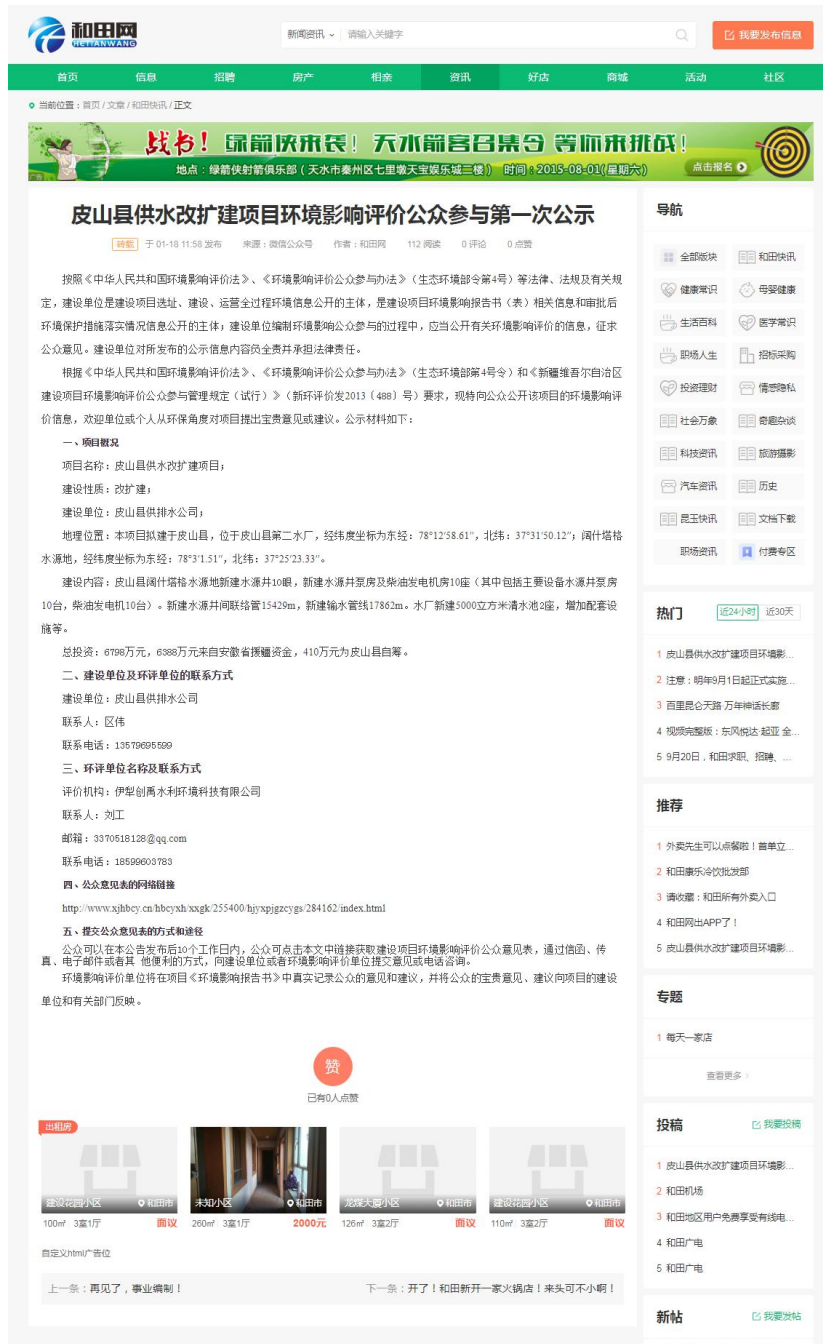 和田网
HETIANWANG
新闻资讯 请输入关键字
我要发布信息
首页 信息 招聘 房产 相亲 资讯 好店 商城 活动 社区
当前位置：首页 / 文章 / 和田快讯 / 正文
战书！绿箭侠来袭！天水箭客召集令 等你来挑战！
地点：绿箭侠射箭俱乐部（天水市秦州区七里墩天宝娱乐城三楼） 时间：2015-08-01(星期六)
点击报名
皮山县供水改扩建项目环境影响评价公众参与第一次公示
转载 于 01-18 11:58 发布 来源：微信公众号 作者：和田网 112 阅读 0 评论 0 点赞
按照《中华人民共和国环境影响评价法》、《环境影响评价公众参与办法》（生态环境部令第4号）等法律、法规及有关规
定，建设单位是建设项目选址、建设、运营全过程环境信息公开的主体，是建设项目环境影响报告书（表）相关信息和审批后
环境保护措施落实情况信息公开的主体；建设单位编制环境影响公众参与的过程中，应当公开有关环境影响评价的信息，征求
公众意见。建设单位对所发布的公示信息内容负全责并承担法律责任。
根据《中华人民共和国环境影响评价法》、《环境影响评价公众参与办法》（生态环境部第4号令）和《新疆维吾尔自治区
建设项目环境影响评价公众参与管理规定（试行）》（新环评价发2013〔488〕号）要求，现特向公众公开该项目的环境影响评
价信息，欢迎单位或个人从环保角度对项目提出宝贵意见或建议。公示材料如下：
一、项目概况
项目名称：皮山县供水改扩建项目；
建设性质：改扩建；
建设单位：皮山县供排水公司；
地理位置：本项目拟建于皮山县，位于皮山县第二水厂，经纬度坐标为东经：78°12′58.61″，北纬：37°31′50.12″；阔什塔格
水源地，经纬度坐标为东经：78°3′1.51″，北纬：37°25′23.33″。
建设内容：皮山县阔什塔格水源地新建水源井10眼，新建水源井泵房及柴油发电机房10座（其中包括主要设备水源井泵房
10台，柴油发电机10台）。新建水源井间联络管15429m，新建输水管线17862m。水厂新建5000立方米清水池2座，增加配套设
施等。
总投资：6798万元，6388万元来自安徽省援疆资金，410万元为皮山县自筹。
二、建设单位及环评单位的联系方式
建设单位：皮山县供排水公司
联系人：区伟
联系电话：13579695599
三、环评单位名称及联系方式
评价机构：伊犁创禹水利环境科技有限公司
联系人：刘工
邮箱：3370518128@qq.com
联系电话：18599603783
四、公众意见表的网络链接
http://www.xjhbcy.cn/hbcyxh/xxgk/255400/hjyxpjgzcygs/284162/index.html
五、提交公众意见表的方式和途径
公众可以在本公告发布后10个工作日内，公众可点击本文中链接获取建设项目环境影响评价公众意见表，通过信函、传
真、电子邮件或者其 他便利的方式，向建设单位或者环境影响评价单位提交意见或电话咨询。
环境影响评价单位将在项目《环境影响报告书》中真实记录公众的意见和建议，并将公众的宝贵意见、建议向项目的建设
单位和有关部门反映。
赞
已有0人点赞
出租房
建设花园小区 和田市 未知小区 和田市 龙煤大厦小区 和田市 建设花园小区 和田市
100㎡ 3室1厅 面议 260㎡ 3室1厅 2000元 126㎡ 3室2厅 面议 110㎡ 3室2厅 面议
自定义html广告位
上一条：再见了，事业编制！ 下一条：开了！和田新开一家火锅店！来头可不小啊！
导航
全部版块 和田快讯
健康常识 母婴健康
生活百科 医学常识
职场人生 招标采购
投资理财 情感隐私
社会万象 奇趣杂谈
科技资讯 旅游摄影
汽车资讯 历史
昆玉快讯 文档下载
职场资讯 付费专区
热门 近24小时 近30天
1 皮山县供水改扩建项目环境影...
2 注意：明年9月1日起正式实施...
3 百里昆仑天路·万年神话长廊
4 视频完整版：东风悦达·起亚 全...
5 9月20日，和田求职、招聘、...
推荐
1 外卖先生可以点餐啦！首单立...
2 和田康乐冷饮批发部
3 请收藏：和田所有外卖入口
4 和田网出APP了！
5 皮山县供水改扩建项目环境影...
专题
1 每天一家店
查看更多
投稿 我要投稿
1 皮山县供水改扩建项目环境影...
2 和田机场
3 和田地区用户免费享受有线电...
4 和田广电
5 和田广电
新帖 我要发帖